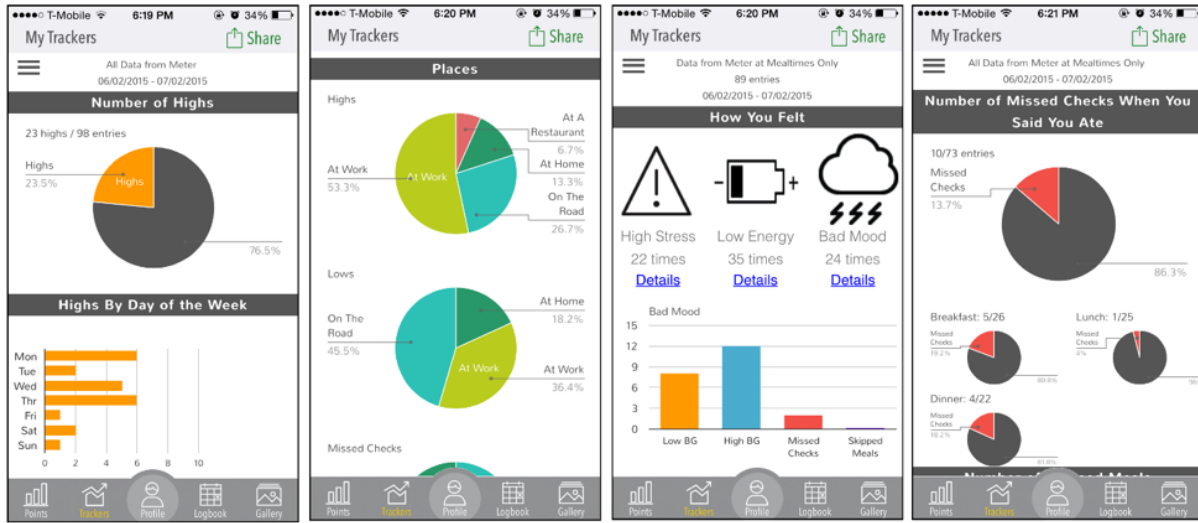 T-Mobile 6:19 PM 34%
My Trackers Share
All Data from Meter
06/02/2015 - 07/02/2015
Number of Highs
23 highs / 98 entries
Highs
23.5%
Highs
76.5%
Highs By Day of the Week
Mon
Tue
Wed
Thr
Fri
Sat
Sun
0 2 4 6 8 10
Points Trackers Profile Logbook Gallery
T-Mobile 6:20 PM 34%
My Trackers Share
Places
Highs
At A
Restaurant
6.7%
At Home
13.3%
On The
Road
26.7%
At Work
53.3%
At Work
Lows
At Home
18.2%
On The
Road
45.5%
At Work
At Work
36.4%
Missed Checks
Points Trackers Profile Logbook Gallery
T-Mobile 6:20 PM 34%
My Trackers Share
Data from Meter at Mealtimes Only
89 entries
06/02/2015 - 07/02/2015
How You Felt
High Stress Low Energy Bad Mood
22 times 35 times 24 times
Details Details Details
Bad Mood
15
12
9
6
3
0
Low BG High BG Missed Skipped
Checks Meals
Points Trackers Profile Logbook Gallery
T-Mobile 6:21 PM 34%
My Trackers Share
All Data from Meter at Mealtimes Only
06/02/2015 - 07/02/2015
Number of Missed Checks When You
Said You Ate
10/73 entries
Missed
Checks
13.7%
86.3%
Breakfast: 5/26 Lunch: 1/25
Missed Missed
Checks Checks
19.2% 4%
80.8%
Dinner: 4/22
Missed
Checks
18.2%
81.8%
Points Trackers Profile Logbook Gallery